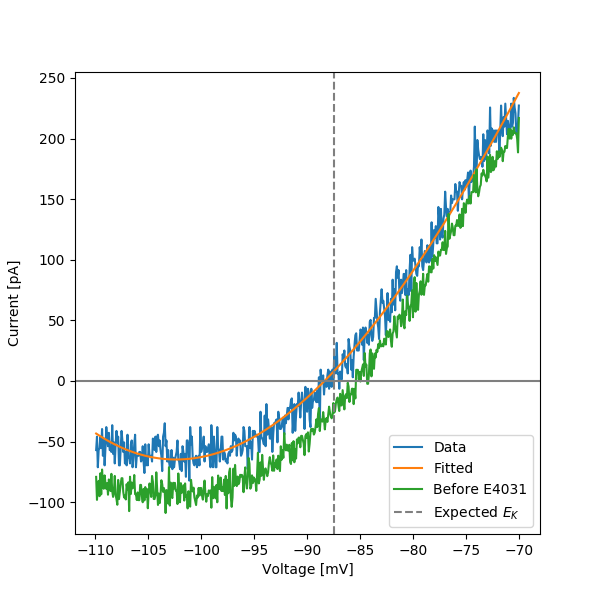 250
200
150
100
50
0
−50
−100
Current [pA]
−110 −105 −100 −95 −90 −85 −80 −75 −70
Voltage [mV]
Data
Fitted
Before E4031
Expected E_K